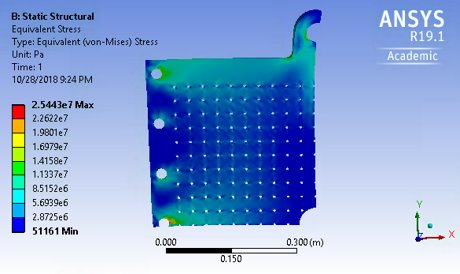 B: Static Structural
Equivalent Stress
Type: Equivalent (von-Mises) Stress
Unit: Pa
Time: 1
10/28/2018 9:24 PM
2.5443e7 Max
2.2622e7
1.9801e7
1.6979e7
1.4158e7
1.1337e7
8.5152e6
5.6939e6
2.8725e6
51161 Min
ANSYS
R19.1
Academic
0.000
0.300 (m)
0.150
Y
Z
X